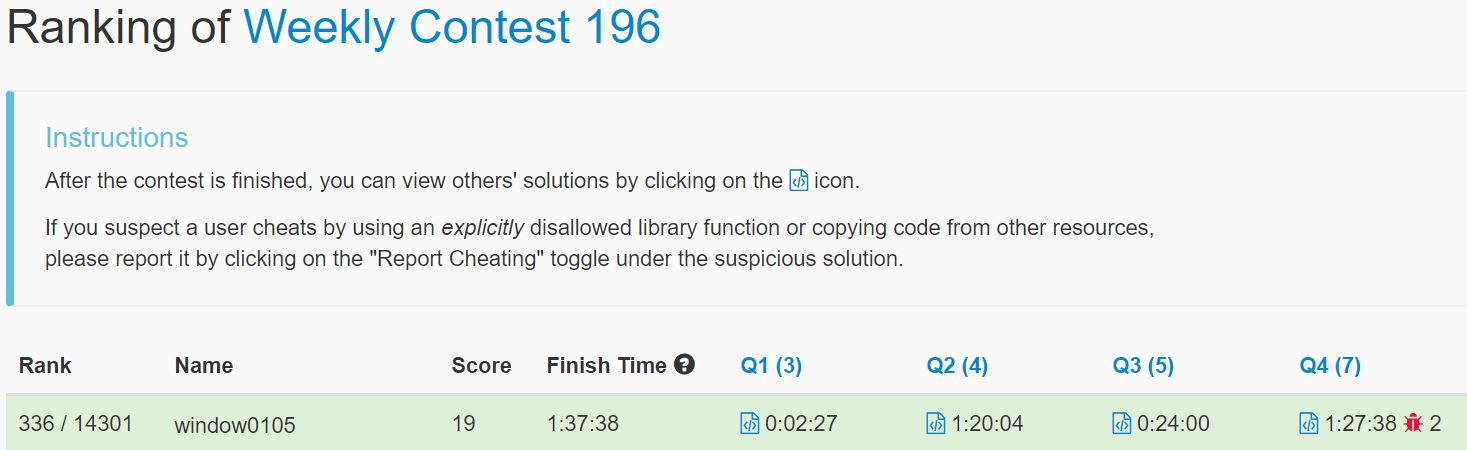 Ranking of Weekly Contest 196
Instructions
After the contest is finished, you can view others' solutions by clicking on the </> icon.
If you suspect a user cheats by using an explicitly disallowed library function or copying code from other resources,
please report it by clicking on the "Report Cheating" toggle under the suspicious solution.
Rank Name Score Finish Time ? Q1 (3) Q2 (4) Q3 (5) Q4 (7)
336 / 14301 window0105 19 1:37:38 </> 0:02:27 </> 1:20:04 </> 0:24:00 </> 1:27:38 2